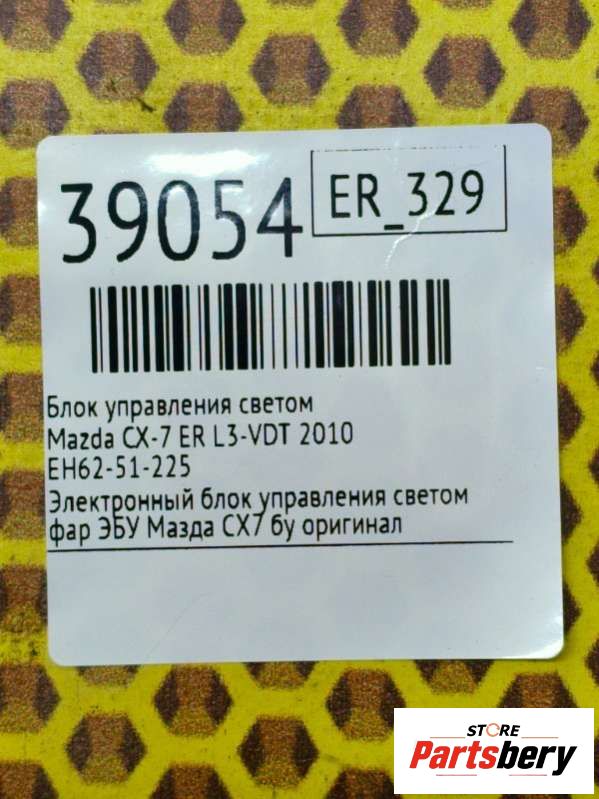 39054
ER_329
Блок управления светом
Mazda CX-7 ER L3-VDT 2010
EH62-51-225
Электронный блок управления светом
фар ЭБУ Мазда СХ7 бу оригинал
STORE
Partsbery